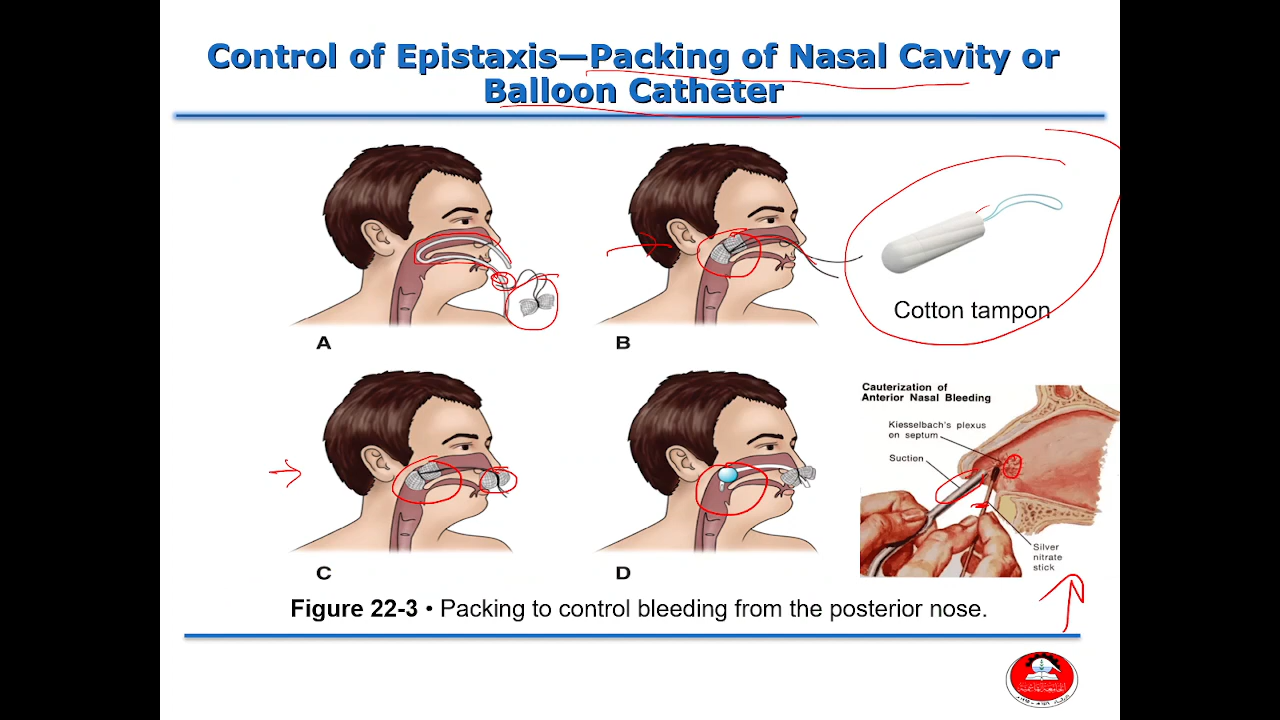 Control of Epistaxis—Packing of Nasal Cavity or
Balloon Catheter
A
B
Cotton tampon
C
D
Cauterization of
Anterior Nasal Bleeding
Kiesselbach's plexus
on septum
Suction
Silver
nitrate
stick
Figure 22-3 • Packing to control bleeding from the posterior nose.